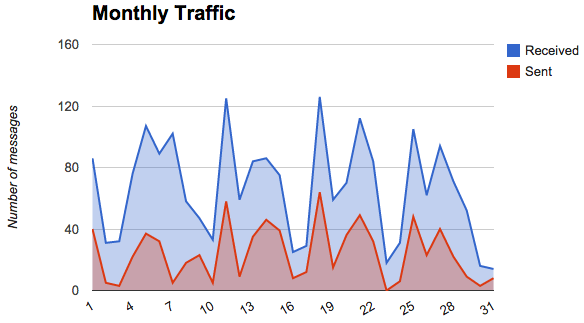 Monthly Traffic
Number of messages
160
120
80
40
0
1 4 7 10 13 16 19 22 25 28 31
Received
Sent